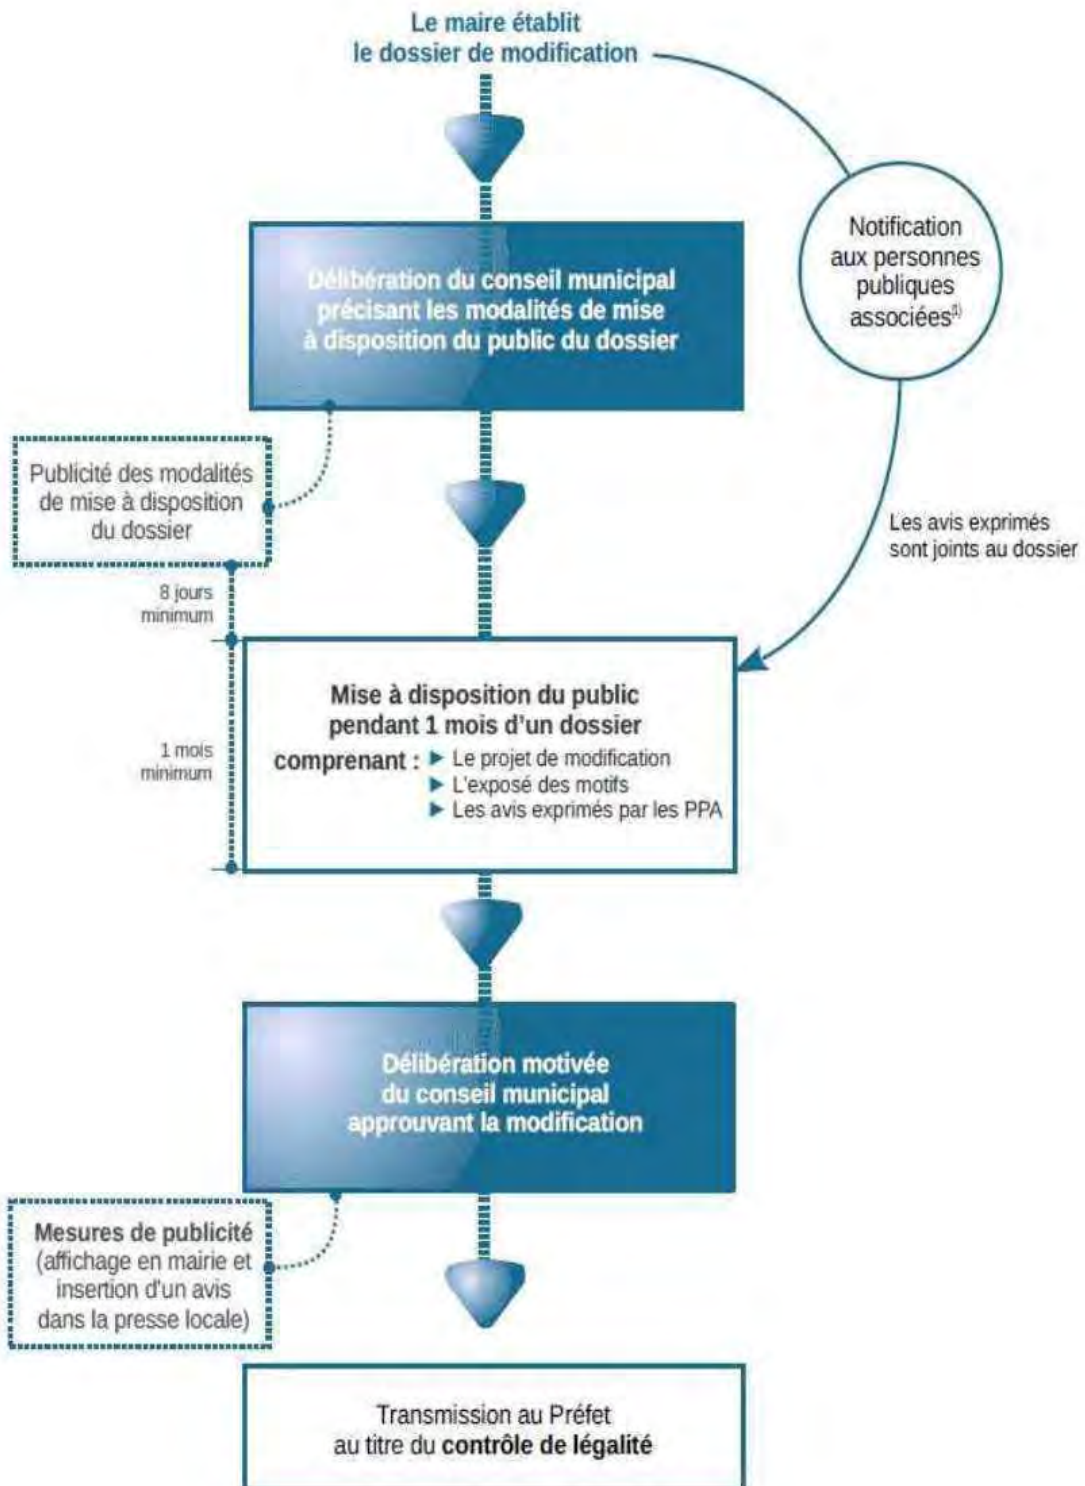 Le maire établit
le dossier de modification
Notification
aux personnes
publiques
associées(1)
Délibération du conseil municipal
précisant les modalités de mise
à disposition du public du dossier
Publicité des modalités
de mise à disposition
du dossier
Les avis exprimés
sont joints au dossier
8 jours
minimum
Mise à disposition du public
pendant 1 mois d'un dossier
comprenant : ▶ Le projet de modification
▶ L'exposé des motifs
▶ Les avis exprimés par les PPA
1 mois
minimum
Délibération motivée
du conseil municipal
approuvant la modification
Mesures de publicité
(affichage en mairie et
insertion d'un avis
dans la presse locale)
Transmission au Préfet
au titre du contrôle de légalité